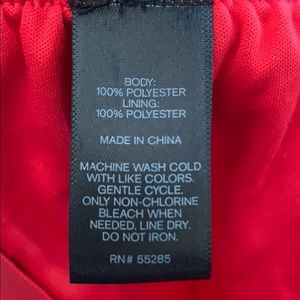 BODY:
100% POLYESTER
LINING:
100% POLYESTER
MADE IN CHINA
MACHINE WASH COLD
WITH LIKE COLORS.
GENTLE CYCLE.
ONLY NON-CHLORINE
BLEACH WHEN
NEEDED. LINE DRY.
DO NOT IRON.
RN# 55285